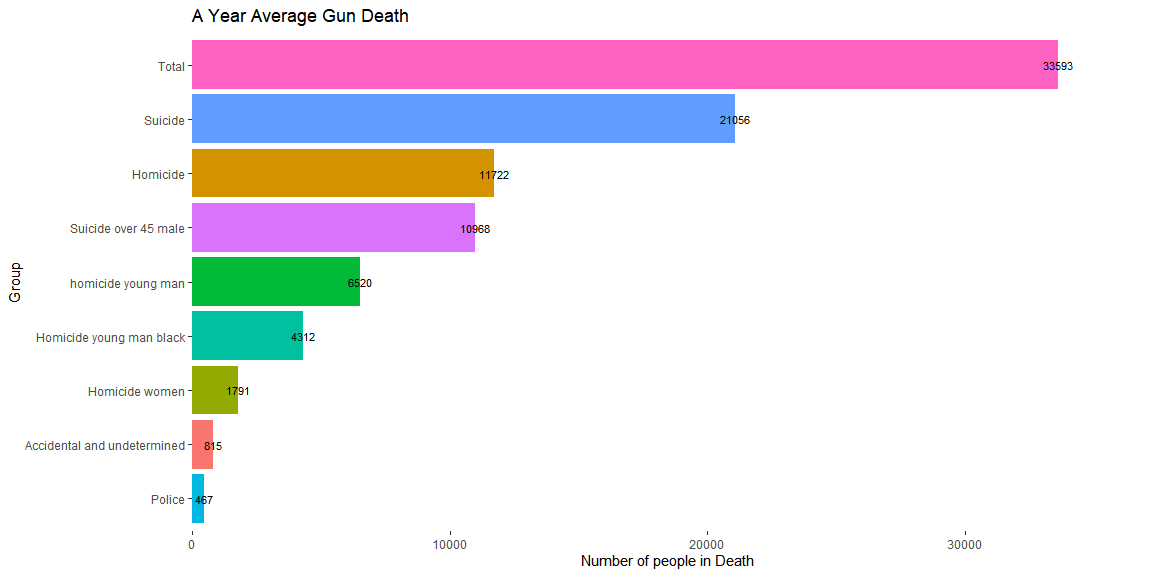 A Year Average Gun Death
Total
33593
Suicide
21056
Homicide
11722
Suicide over 45 male
10968
homicide young man
6520
Homicide young man black
4312
Homicide women
1791
Accidental and undetermined
815
Police
467
Group
0
10000
20000
30000
Number of people in Death